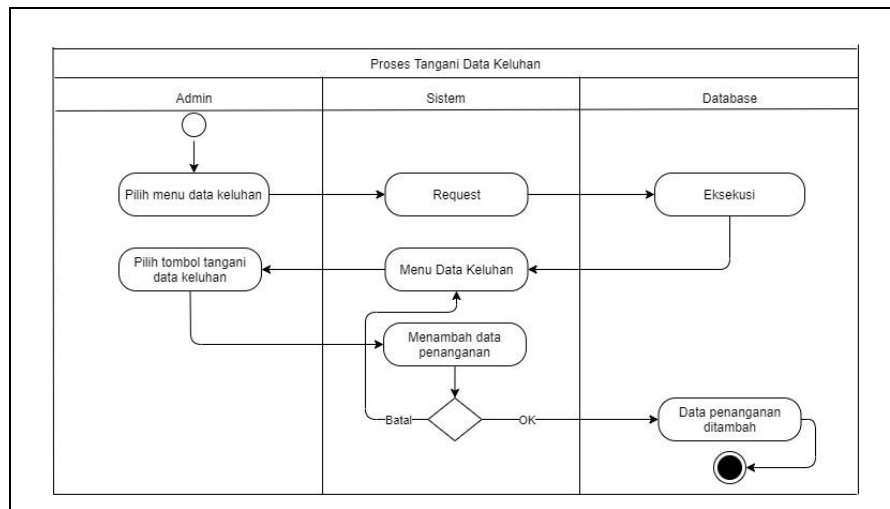 Proses Tangani Data Keluhan
Admin
Sistem
Database
Pilih menu data keluhan
Request
Eksekusi
Pilih tombol tangani
data keluhan
Menu Data Keluhan
Menambah data
penanganan
Batal
OK
Data penanganan
ditambah